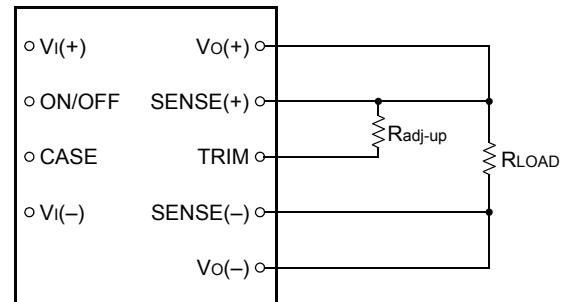 VI(+)
VO(+)
ON/OFF
SENSE(+)
Radj-up
CASE
TRIM
RLOAD
VI(–)
SENSE(–)
VO(–)